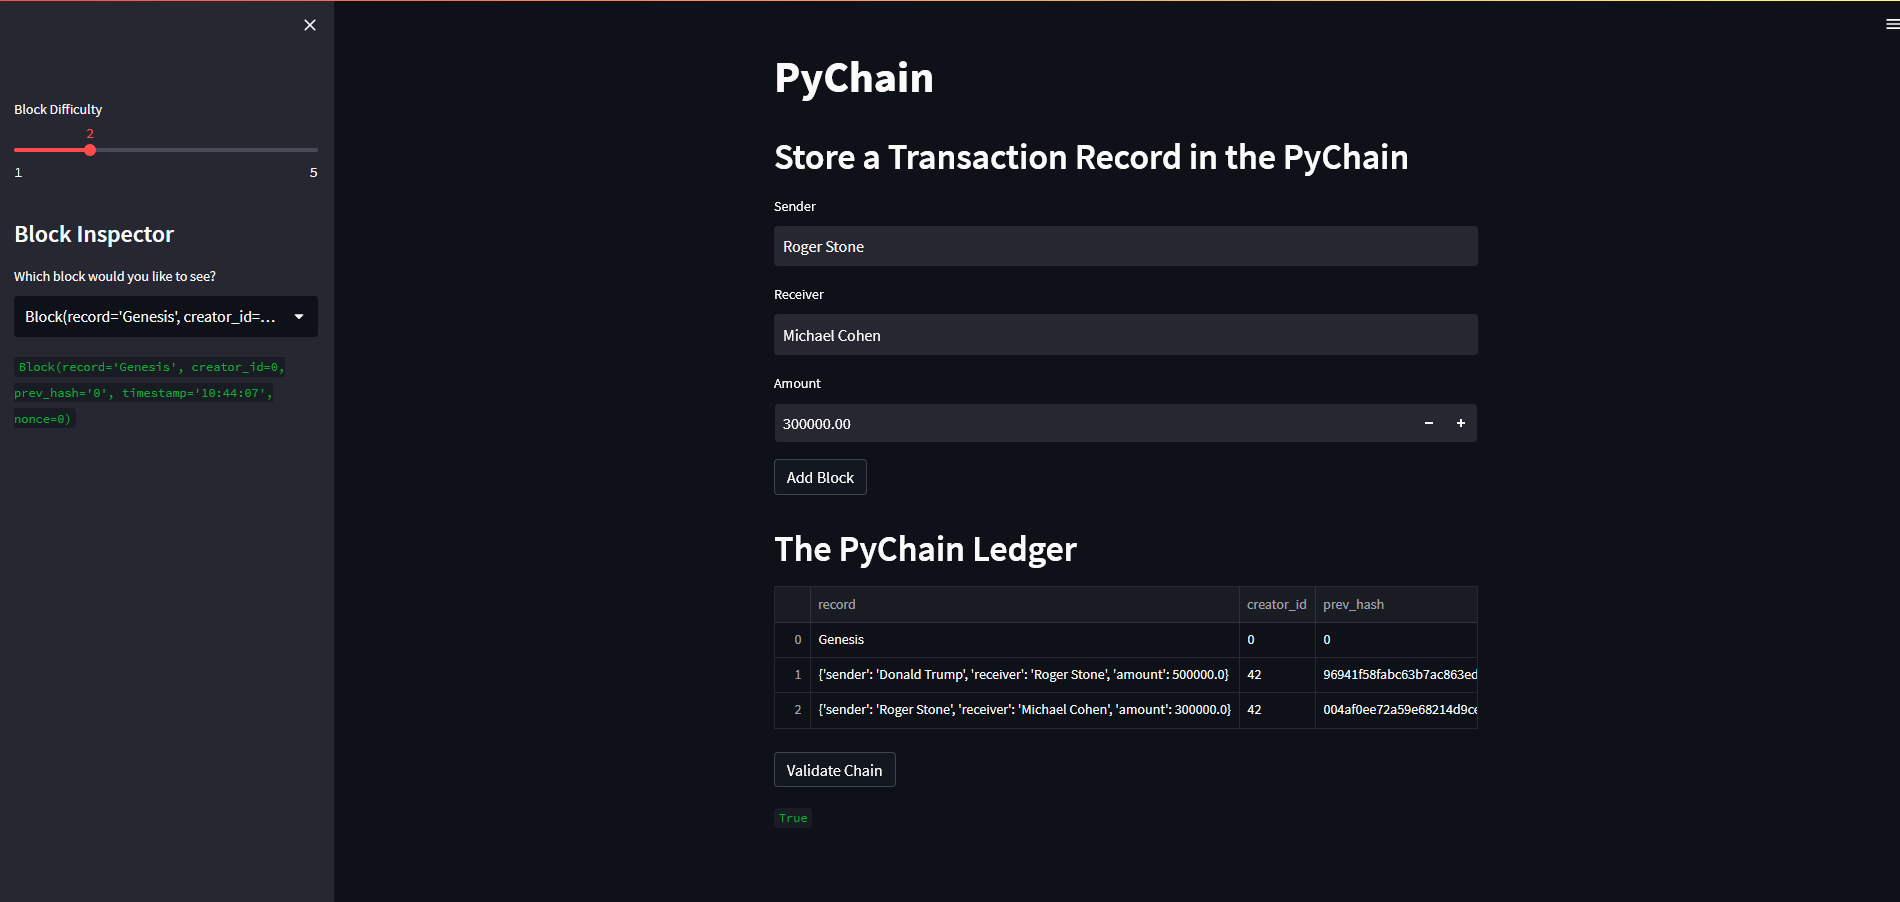 Block Difficulty
2
1 5
Block Inspector
Which block would you like to see?
Block(record='Genesis', creator_id=...
Block(record='Genesis', creator_id=0,
prev_hash='0', timestamp='10:44:07',
nonce=0)
PyChain
Store a Transaction Record in the PyChain
Sender
Roger Stone
Receiver
Michael Cohen
Amount
300000.00 − +
Add Block
The PyChain Ledger
record creator_id prev_hash
0 Genesis 0 0
1 {'sender': 'Donald Trump', 'receiver': 'Roger Stone', 'amount': 500000.0} 42 96941f58fabc63b7ac863ed
2 {'sender': 'Roger Stone', 'receiver': 'Michael Cohen', 'amount': 300000.0} 42 004af0ee72a59e68214d9ce
Validate Chain
True